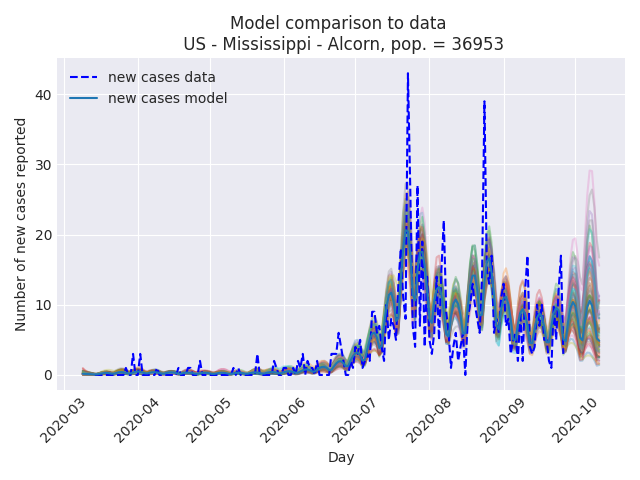 Model comparison to data
US - Mississippi - Alcorn, pop. = 36953
new cases data
new cases model
Number of new cases reported
40
30
20
10
0
2020-03
2020-04
2020-05
2020-06
2020-07
2020-08
2020-09
2020-10
Day